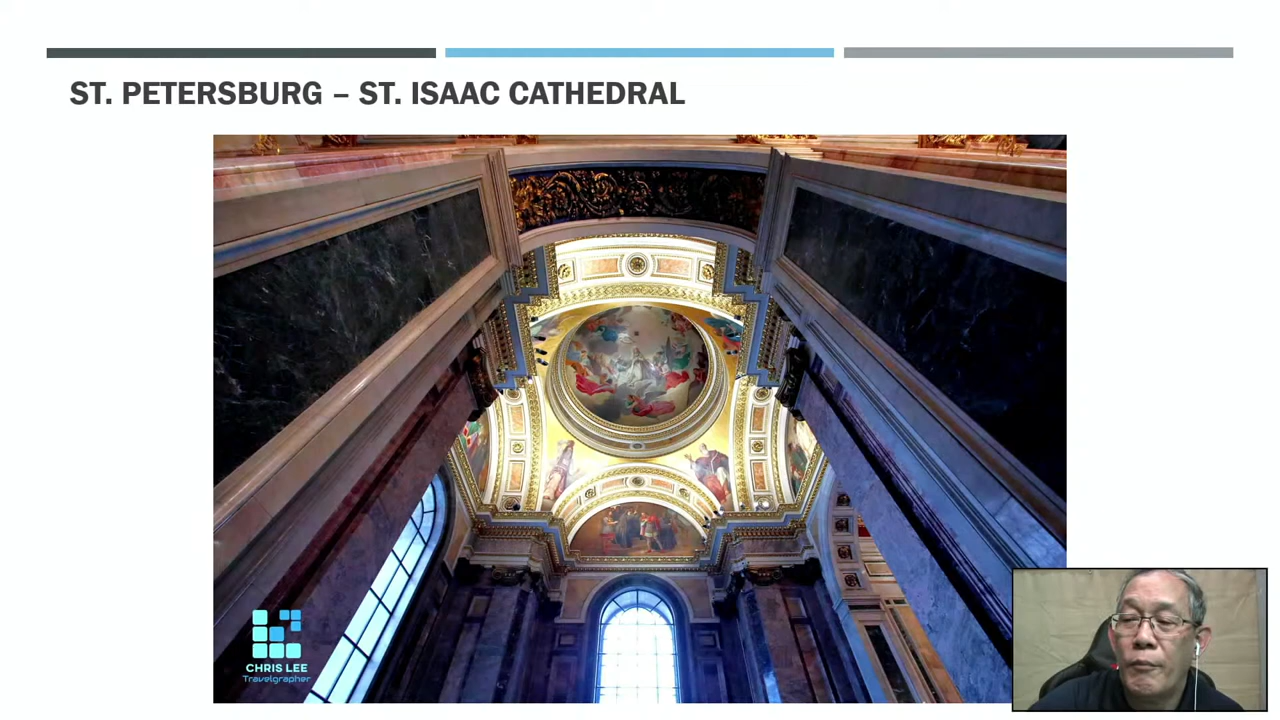 ST. PETERSBURG – ST. ISAAC CATHEDRAL
CHRIS LEE
Travelgrapher